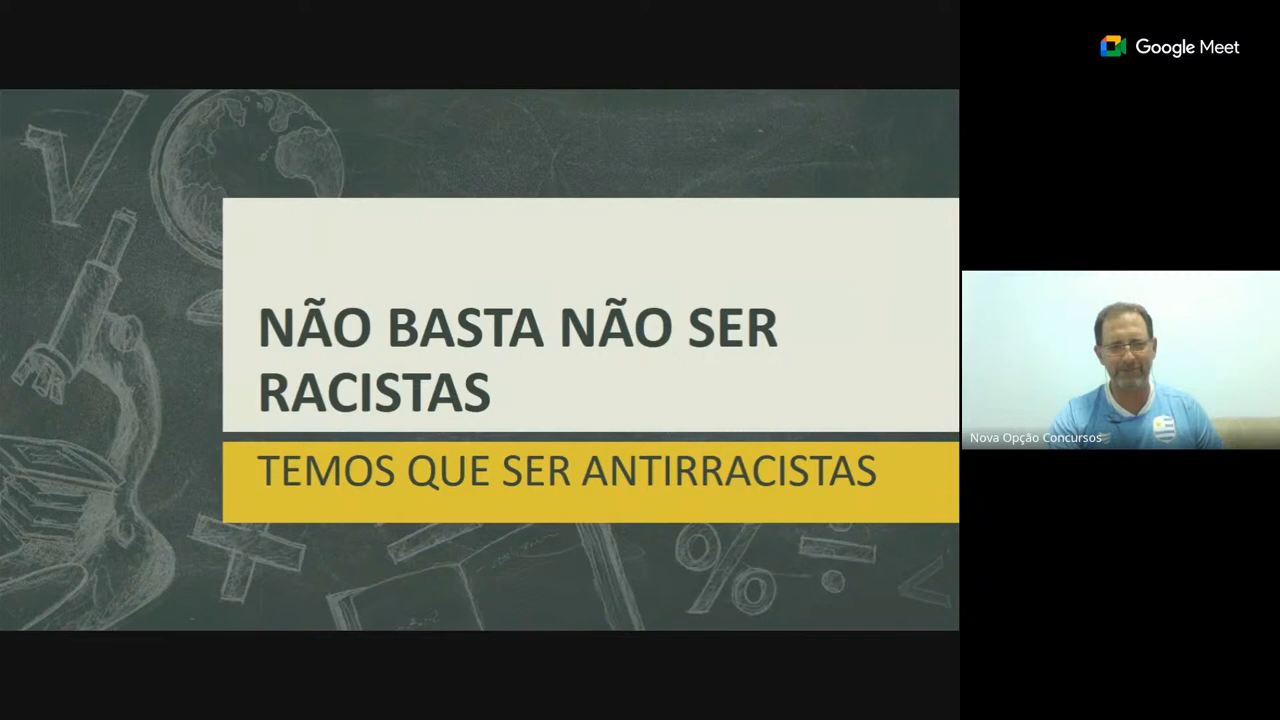 Google Meet
NÃO BASTA NÃO SER
RACISTAS
TEMOS QUE SER ANTIRRACISTAS
Nova Opção Concursos